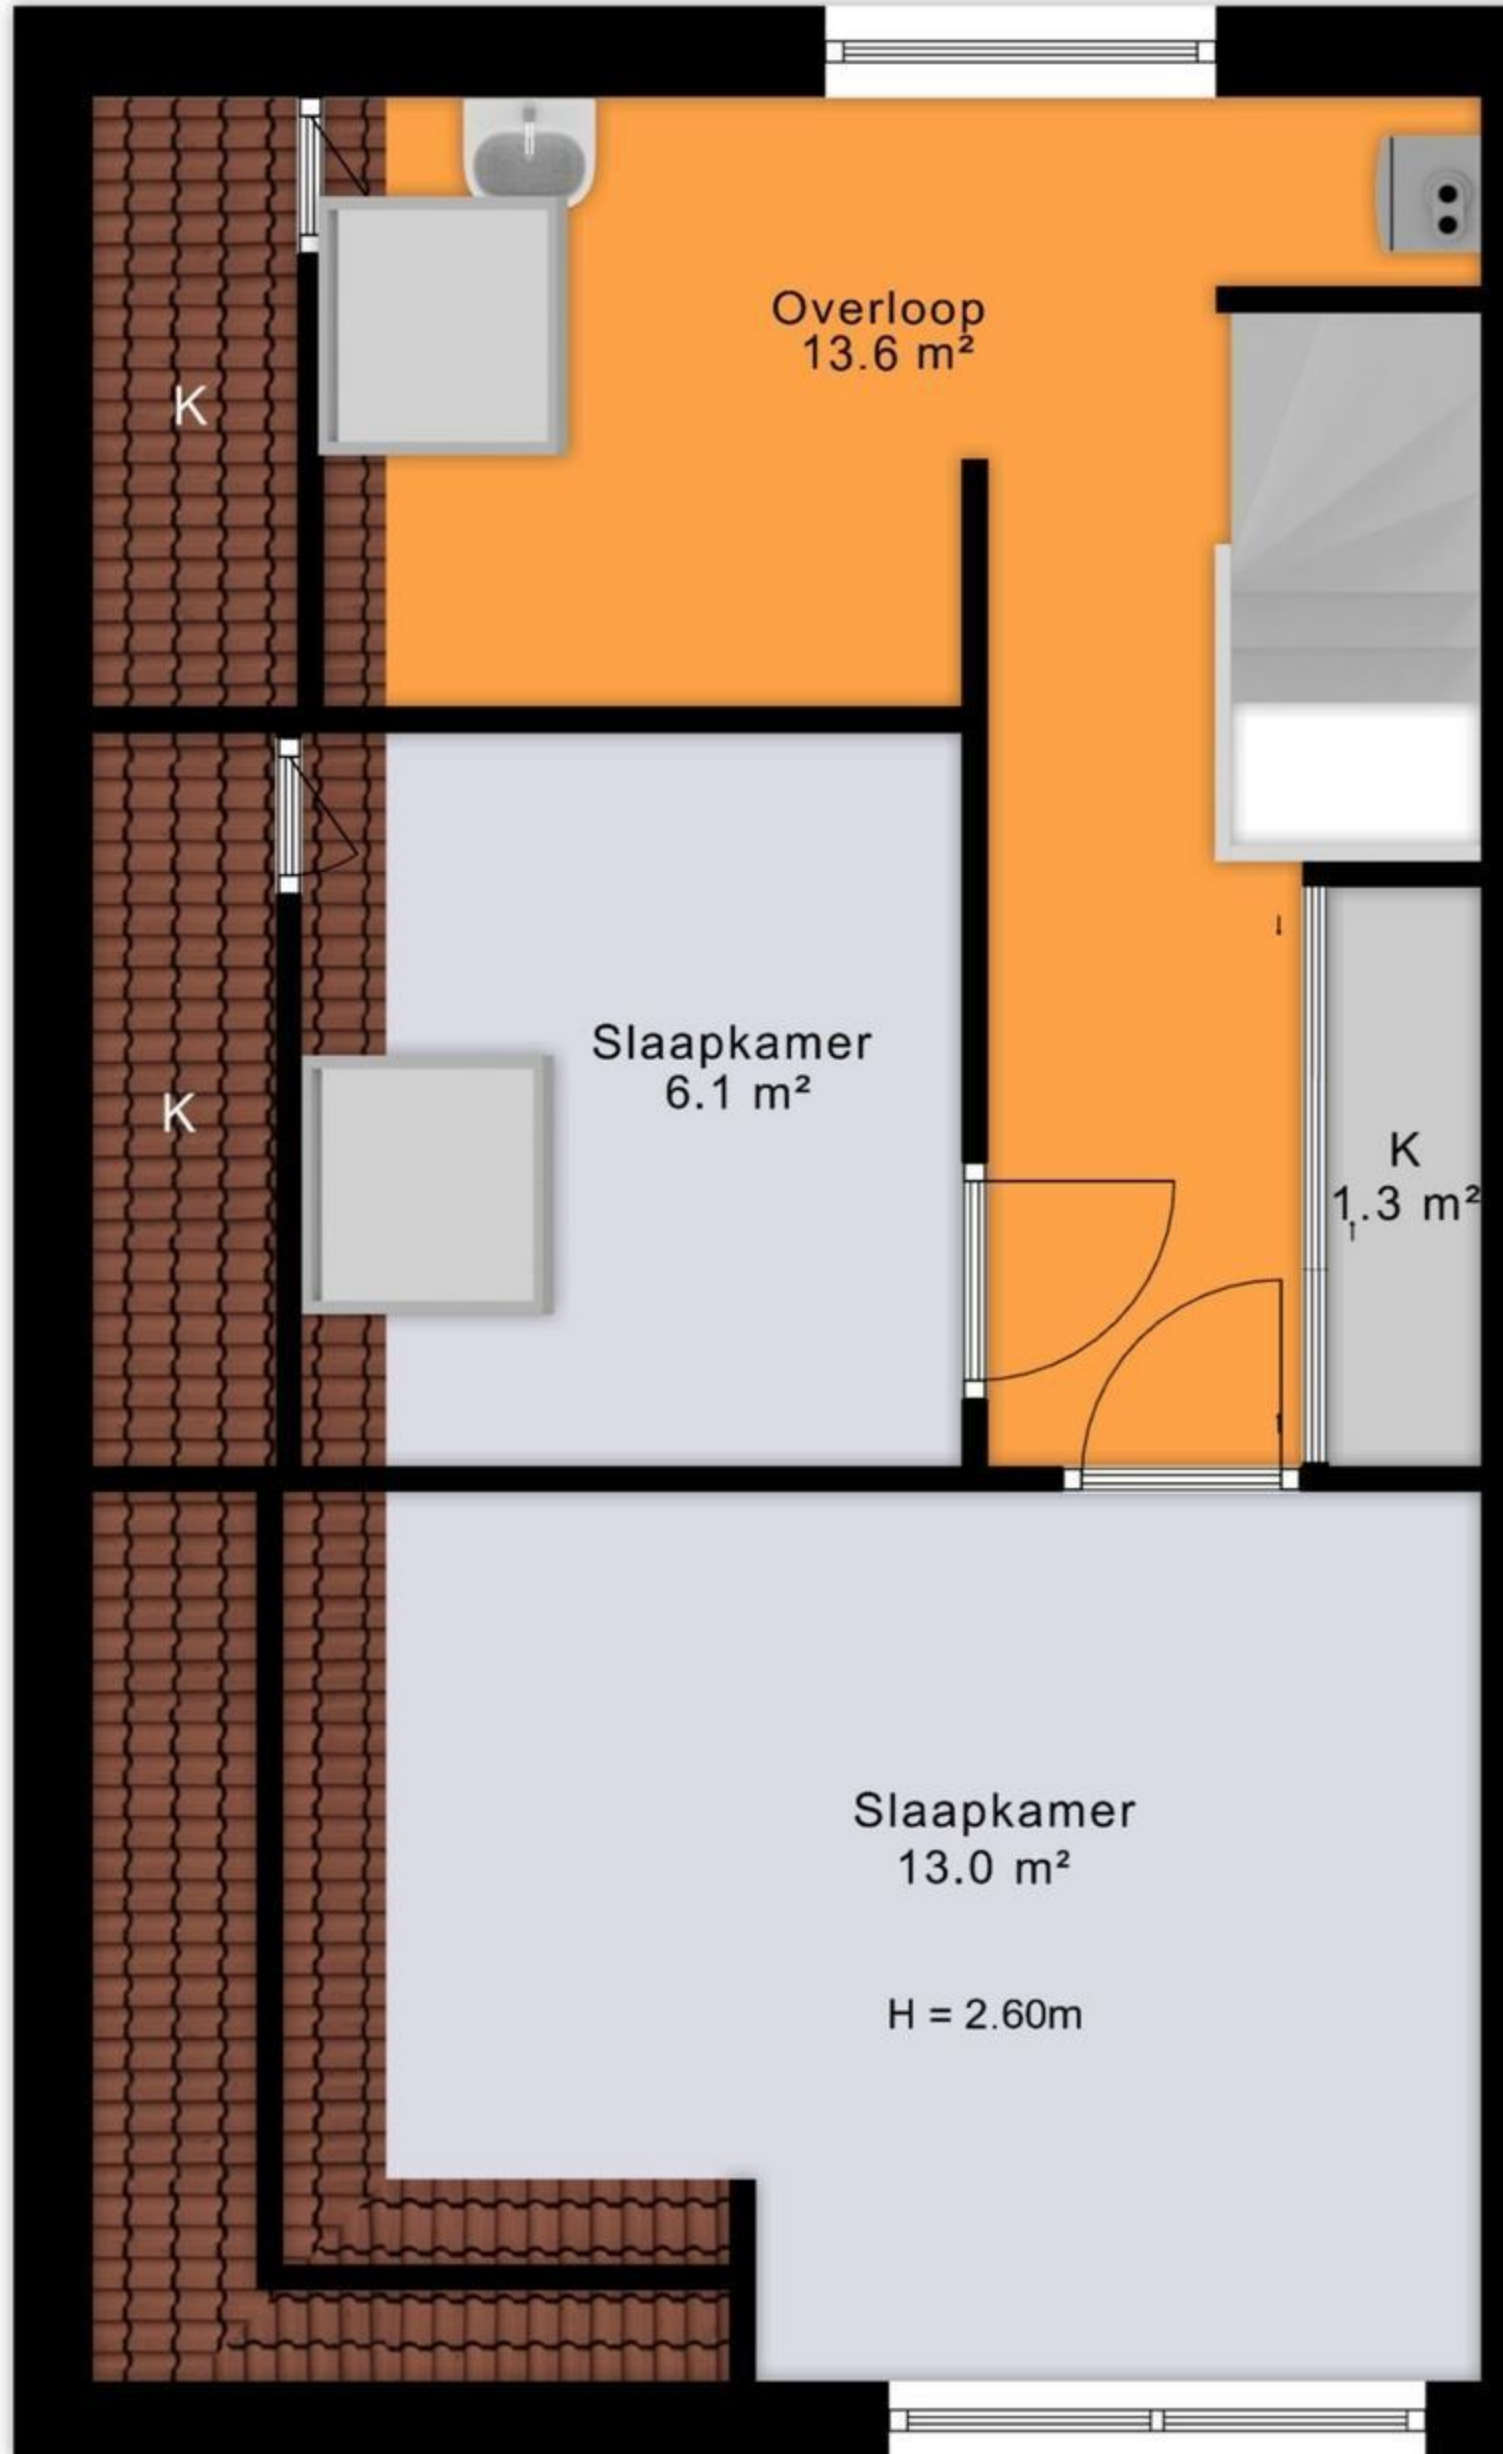 Overloop
13.6 m²
K
Slaapkamer
6.1 m²
K
K
1.3 m²
Slaapkamer
13.0 m²
H = 2.60m